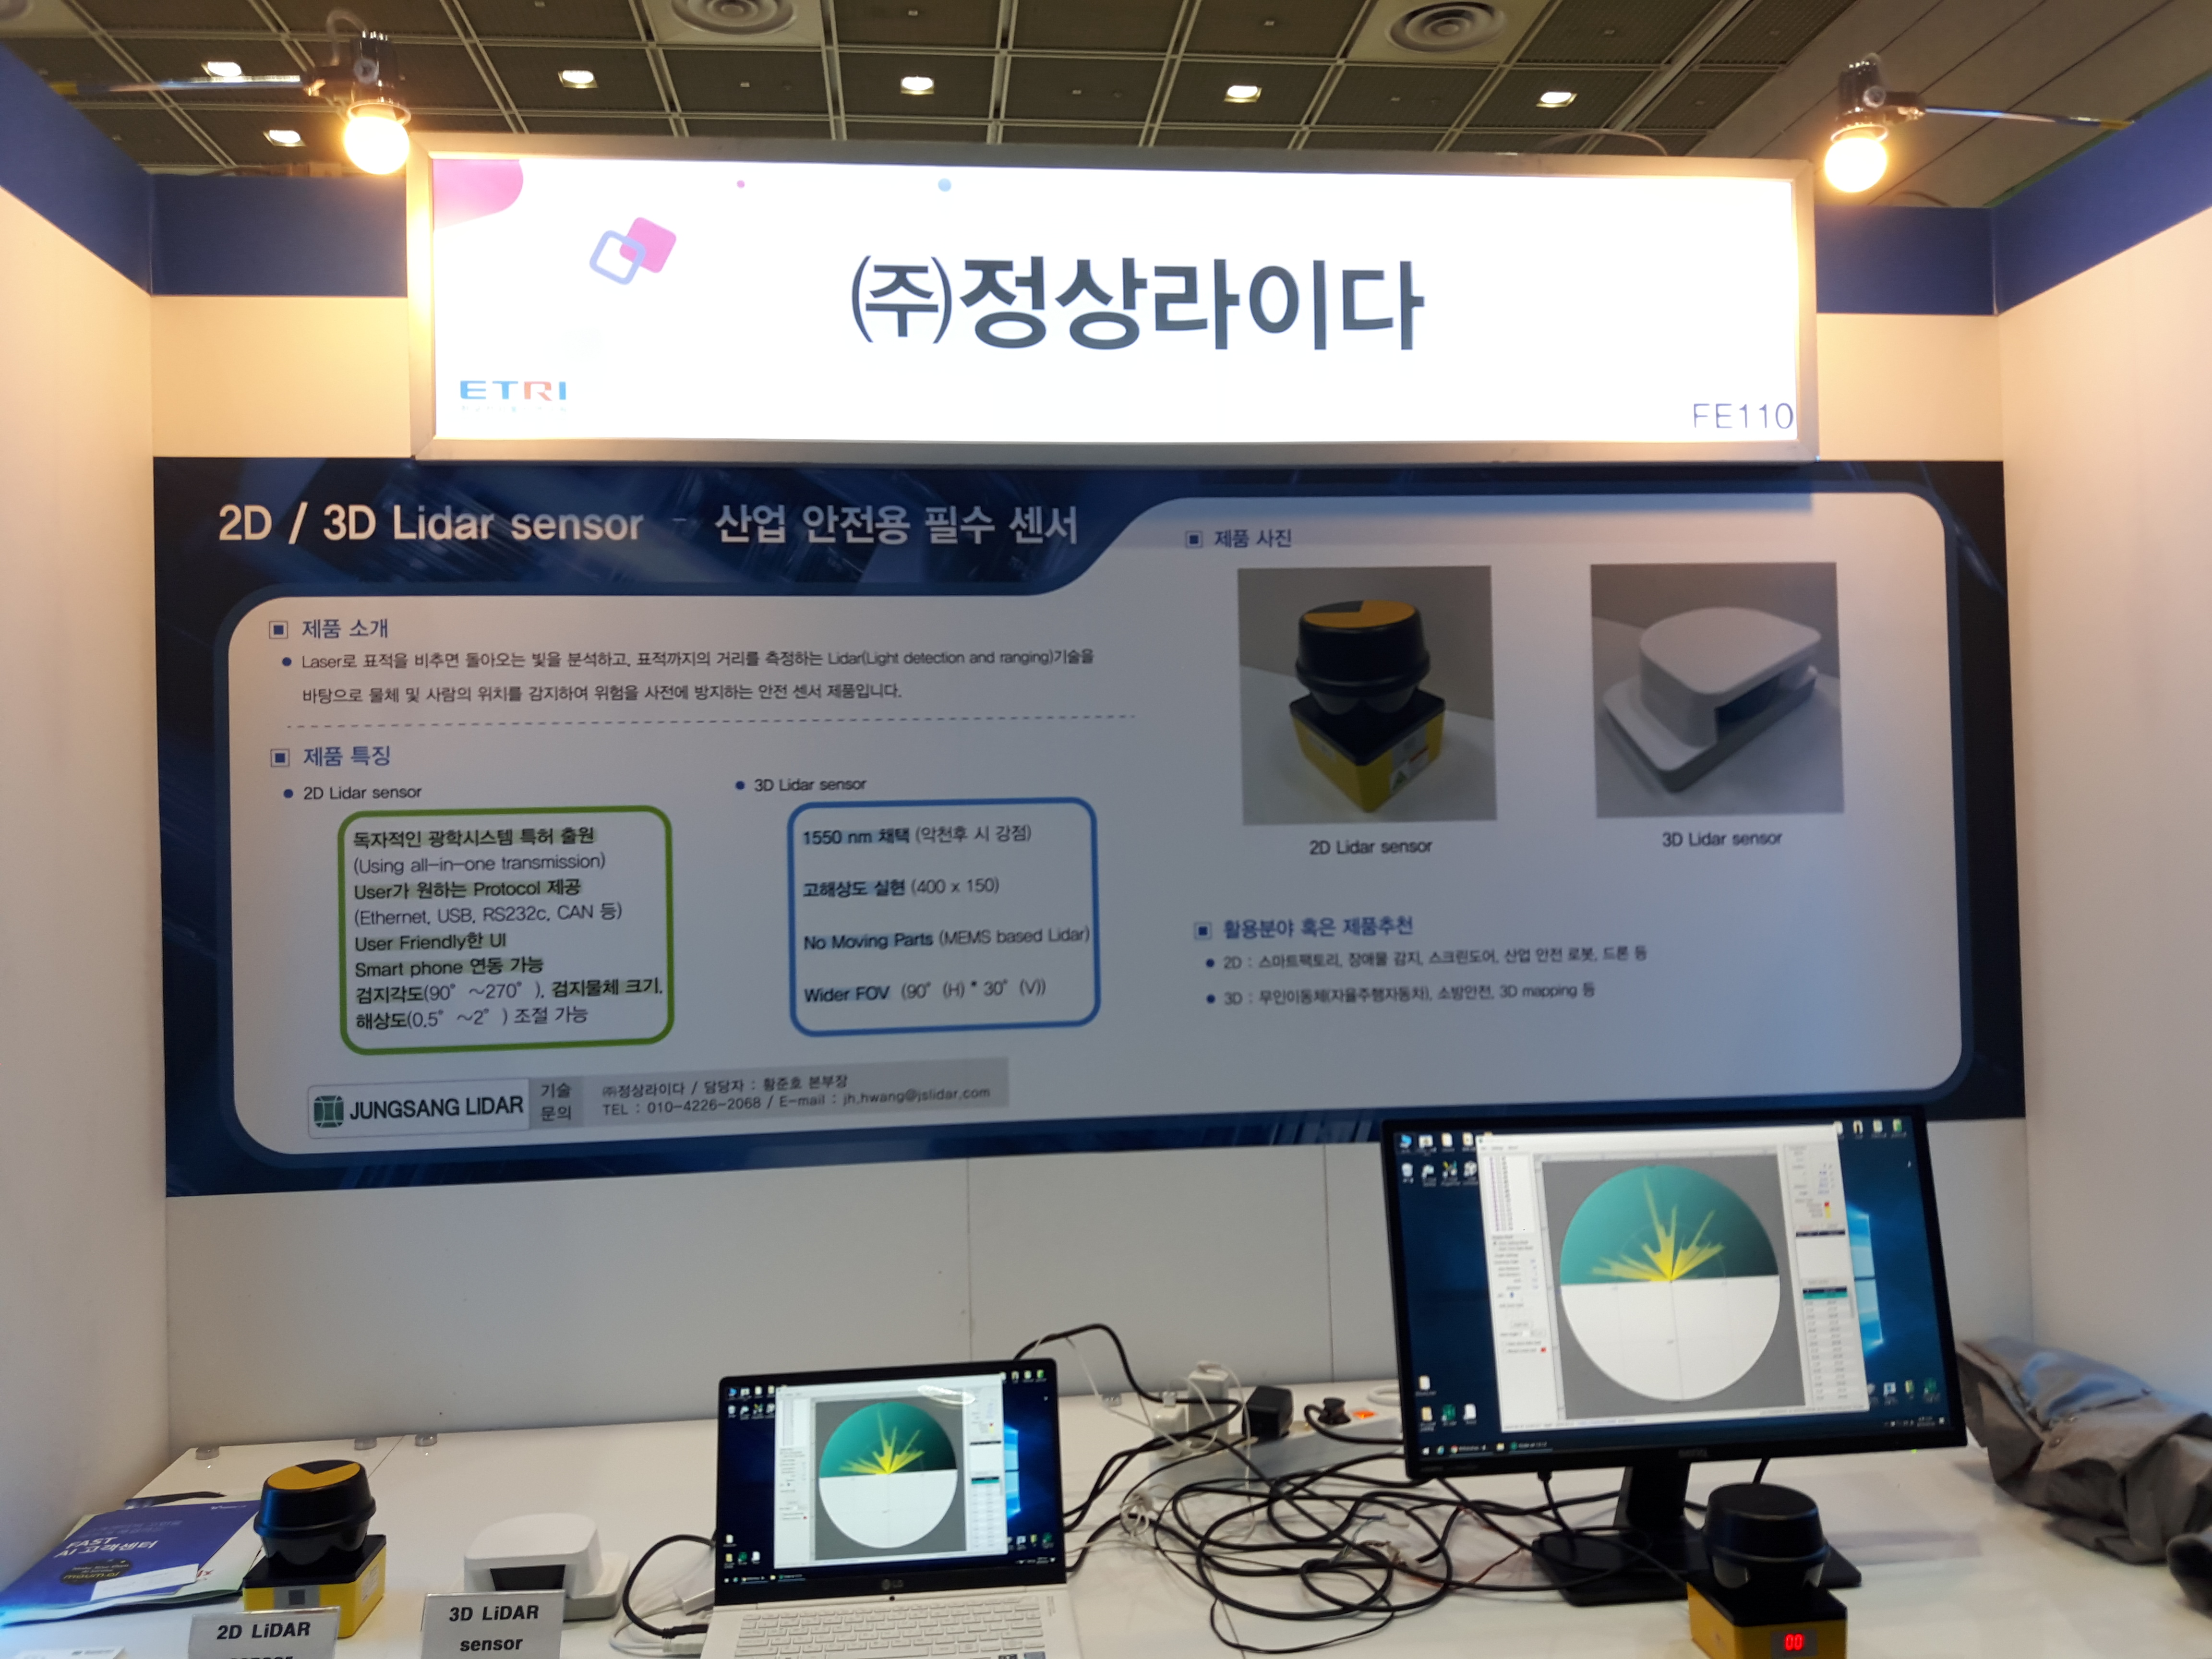 ㈜정상라이다
ETRI
FE110
2D / 3D Lidar sensor - 산업 안전용 필수 센서
제품 소개
Laser로 표적을 비추면 돌아오는 빛을 분석하고, 표적까지의 거리를 측정하는 Lidar(Light detection and ranging)기술을
바탕으로 물체 및 사람의 위치를 감지하여 위험을 사전에 방지하는 안전 센서 제품입니다.
제품 특징
2D Lidar sensor
독자적인 광학시스템 특허 출원
(Using all-in-one transmission)
User가 원하는 Protocol 제공
(Ethernet, USB, RS232c, CAN 등)
User Friendly한 UI
Smart phone 연동 가능
검지각도(90° ~270° ), 검지물체 크기,
해상도(0.5° ~2° ) 조절 가능
3D Lidar sensor
1550 nm 채택 (악천후 시 강점)
고해상도 실현 (400 x 150)
No Moving Parts (MEMS based Lidar)
Wider FOV (90° (H) * 30° (V))
제품 사진
2D Lidar sensor
3D Lidar sensor
활용분야 혹은 제품추천
2D : 스마트팩토리, 장애물 감지, 스크린도어, 산업 안전 로봇, 드론 등
3D : 무인이동체(자율주행자동차), 소방안전, 3D mapping 등
JUNGSANG LIDAR
기술
문의
㈜정상라이다 / 담당자 : 황준호 본부장
TEL : 010-4226-2068 / E-mail : jh.hwang@jslidar.com
FAST
AI 고객센터
maum.ai
2D LiDAR
3D LiDAR
sensor
LG
BENQ
00